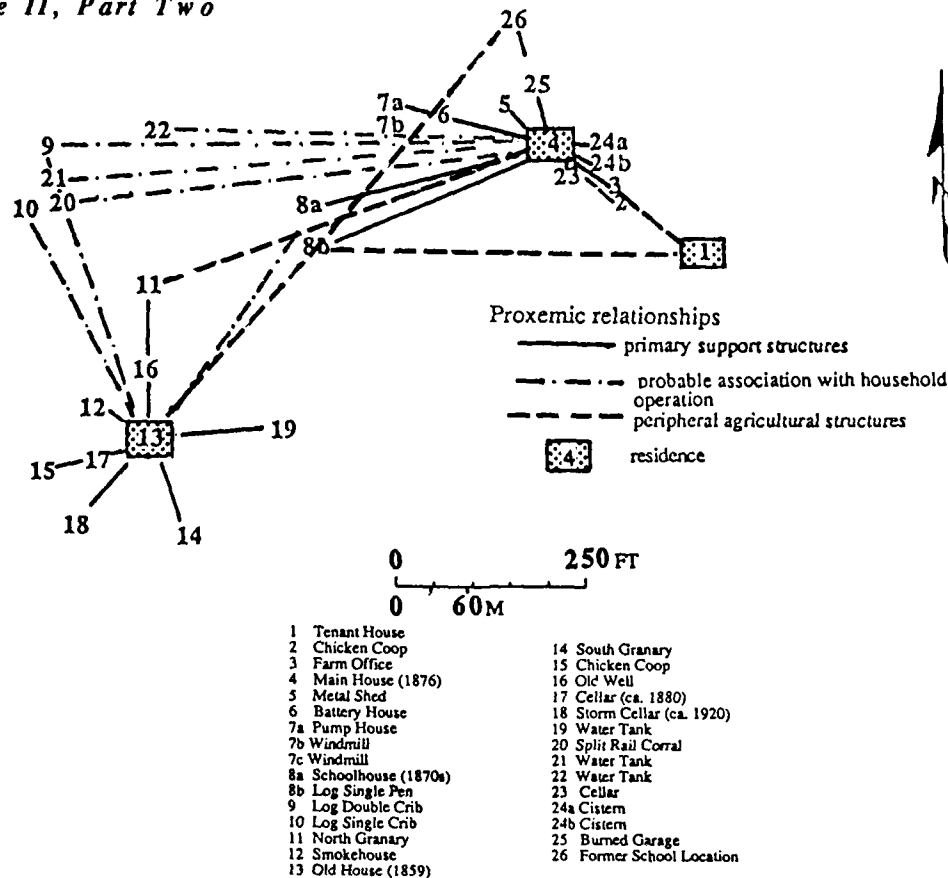 e II, Part Two
26
25
7a
6
5
22
7b
4
24a
9
24b
23
3
21
2
20
8a
10
8b
1
11
Proxemic relationships
primary support structures
16
probable association with household
operation
12
peripheral agricultural structures
13
19
4
residence
17
15
18
14
0 250 FT
0 60M
1 Tenant House
2 Chicken Coop
3 Farm Office
4 Main House (1876)
5 Metal Shed
6 Battery House
7a Pump House
7b Windmill
7c Windmill
8a Schoolhouse (1870s)
8b Log Single Pen
9 Log Double Crib
10 Log Single Crib
11 North Granary
12 Smokehouse
13 Old House (1859)
14 South Granary
15 Chicken Coop
16 Old Well
17 Cellar (ca. 1880)
18 Storm Cellar (ca. 1920)
19 Water Tank
20 Split Rail Corral
21 Water Tank
22 Water Tank
23 Cellar
24a Cistern
24b Cistern
25 Burned Garage
26 Former School Location